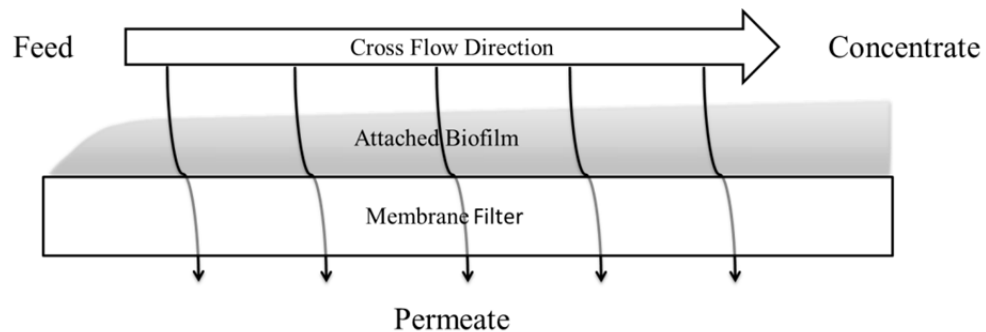 Feed
Cross Flow Direction
Concentrate
Attached Biofilm
Membrane Filter
Permeate